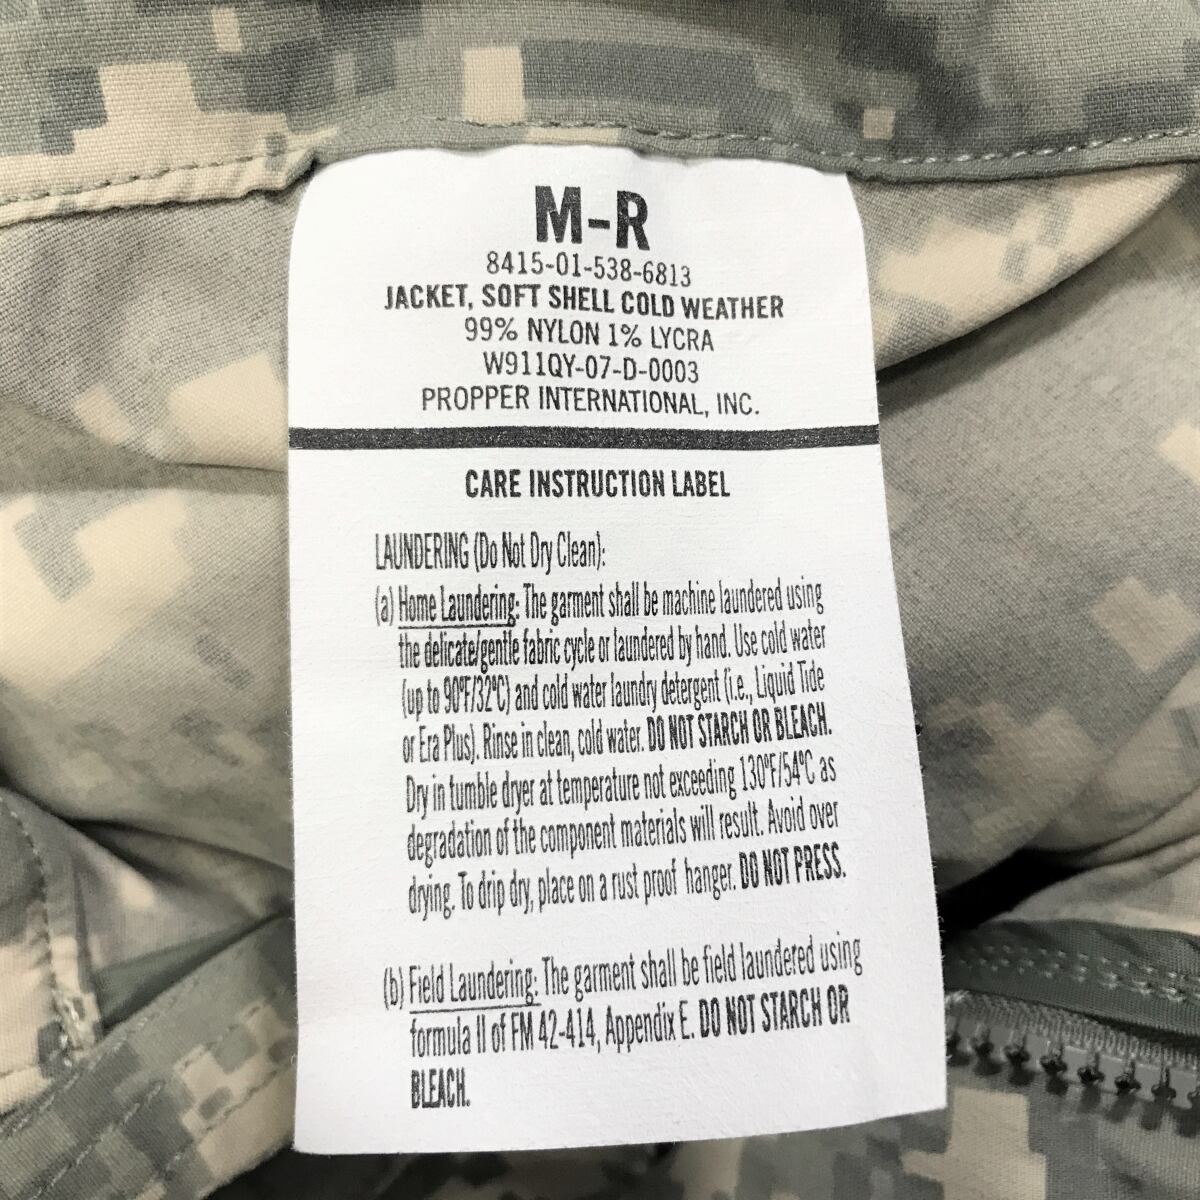 M-R
8415-01-538-6813
JACKET, SOFT SHELL COLD WEATHER
99% NYLON 1% LYCRA
W911QY-07-D-0003
PROPPER INTERNATIONAL, INC.
CARE INSTRUCTION LABEL
LAUNDERING (Do Not Dry Clean):
(a) Home Laundering: The garment shall be machine laundered using
the delicate/gentle fabric cycle or laundered by hand. Use cold water
(up to 90°F/32°C) and cold water laundry detergent (i.e., Liquid Tide
or Era Plus). Rinse in clean, cold water. DO NOT STARCH OR BLEACH.
Dry in tumble dryer at temperature not exceeding 130°F/54°C as
degradation of the component materials will result. Avoid over
drying. To drip dry, place on a rust proof hanger. DO NOT PRESS.
(b) Field Laundering: The garment shall be field laundered using
formula II of FM 42-414, Appendix E. DO NOT STARCH OR
BLEACH.